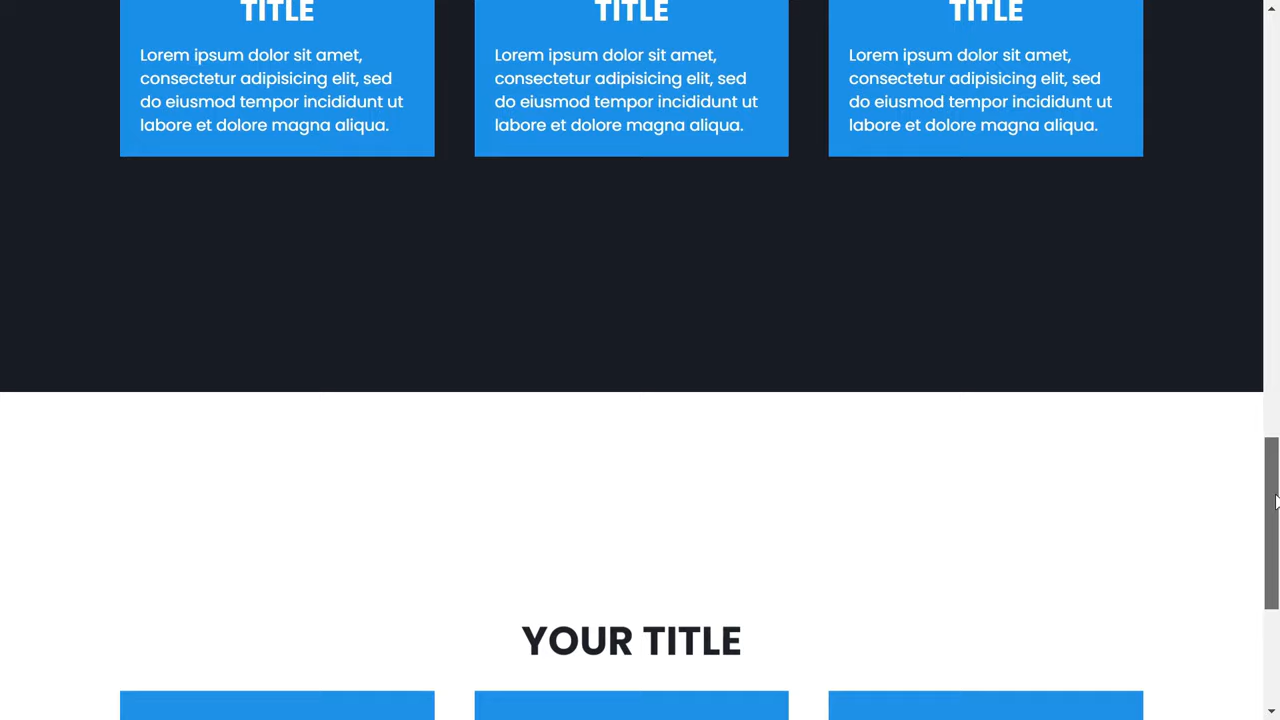 TITLE
TITLE
TITLE
Lorem ipsum dolor sit amet,
consectetur adipisicing elit, sed
do eiusmod tempor incididunt ut
labore et dolore magna aliqua.
Lorem ipsum dolor sit amet,
consectetur adipisicing elit, sed
do eiusmod tempor incididunt ut
labore et dolore magna aliqua.
Lorem ipsum dolor sit amet,
consectetur adipisicing elit, sed
do eiusmod tempor incididunt ut
labore et dolore magna aliqua.
YOUR TITLE